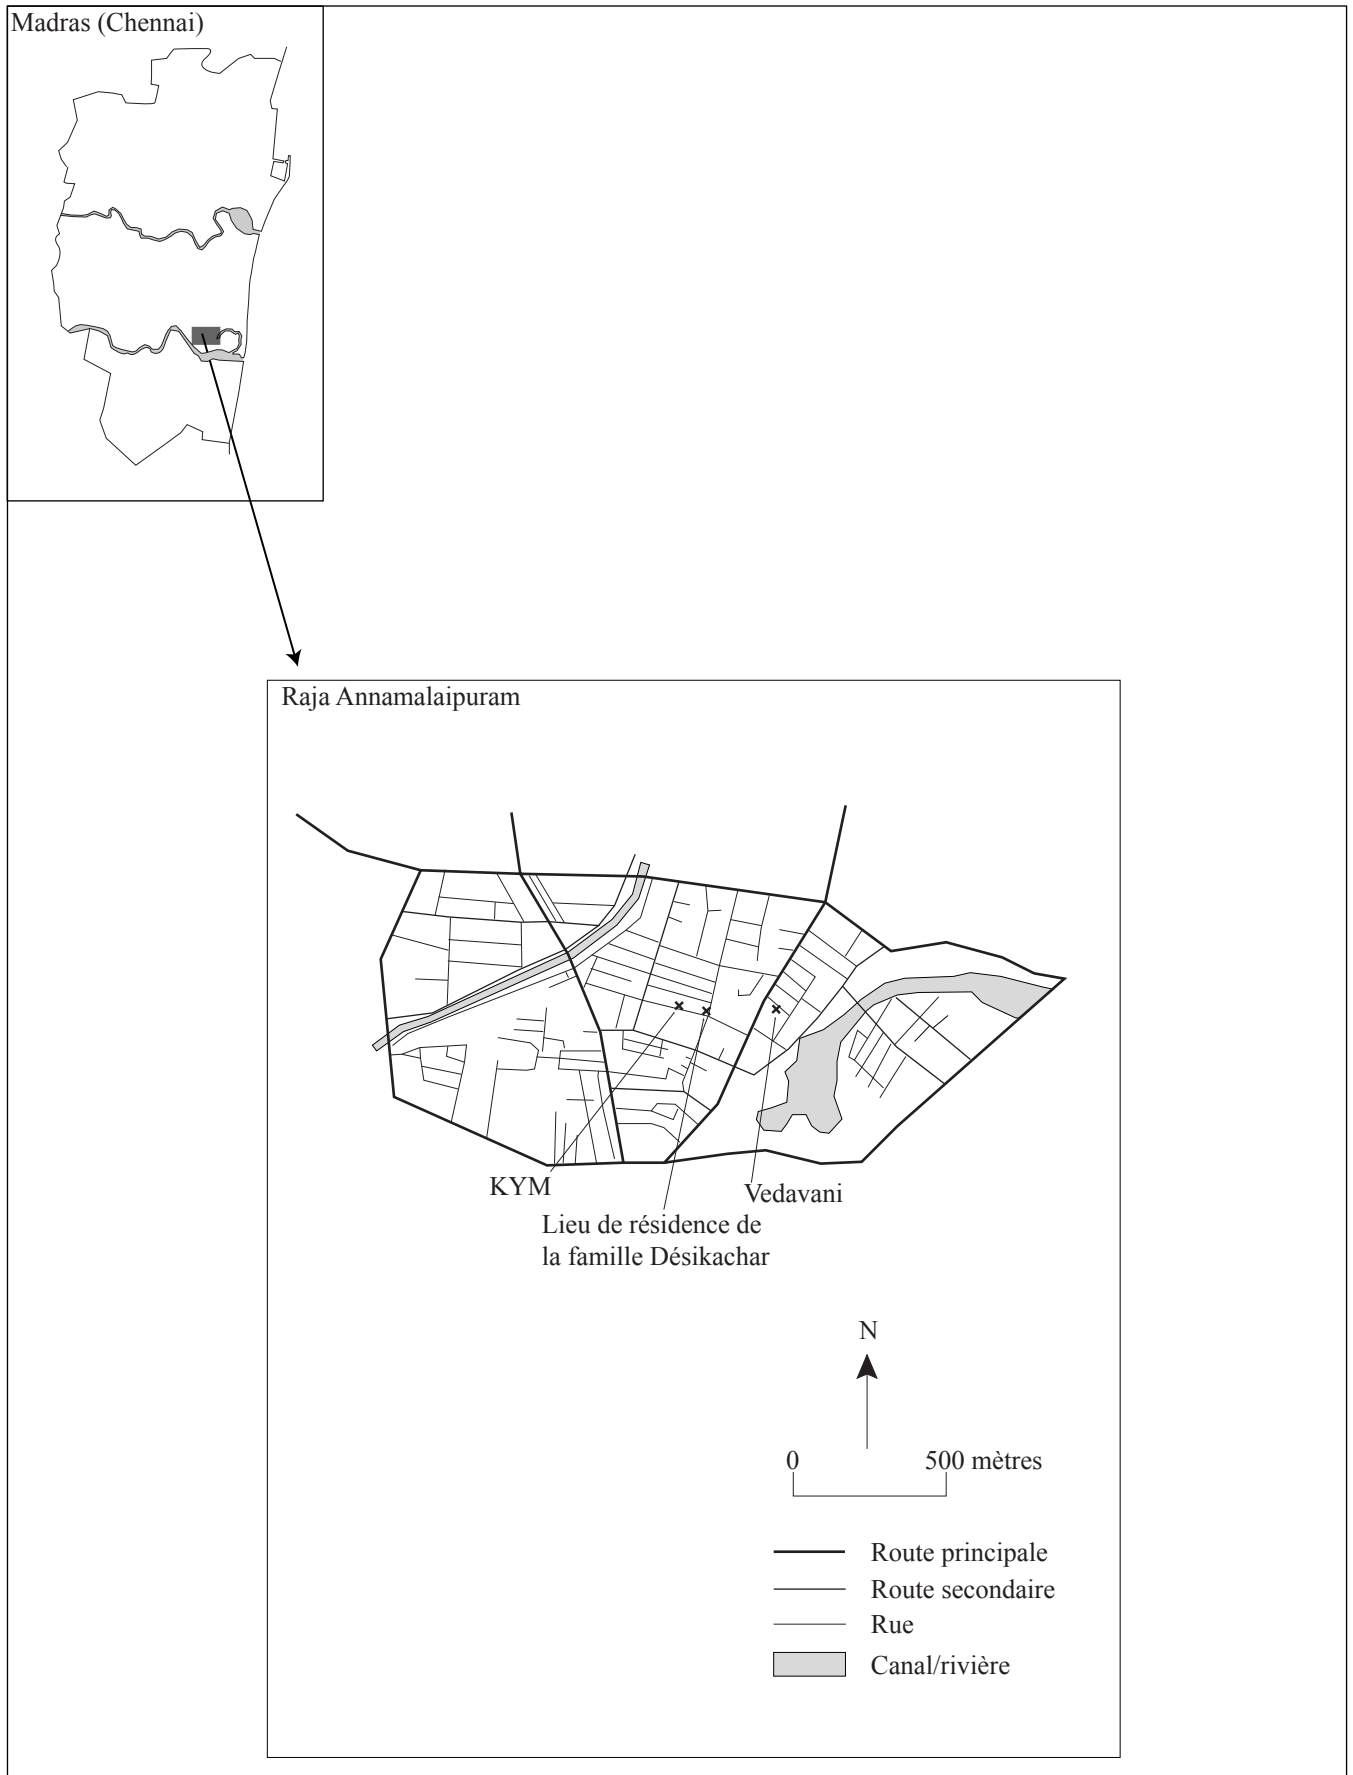 Madras (Chennai)
Raja Annamalaipuram
KYM
Vedavani
Lieu de résidence de
la famille Désikachar
N
0 500 mètres
Route principale
Route secondaire
Rue
Canal/rivière